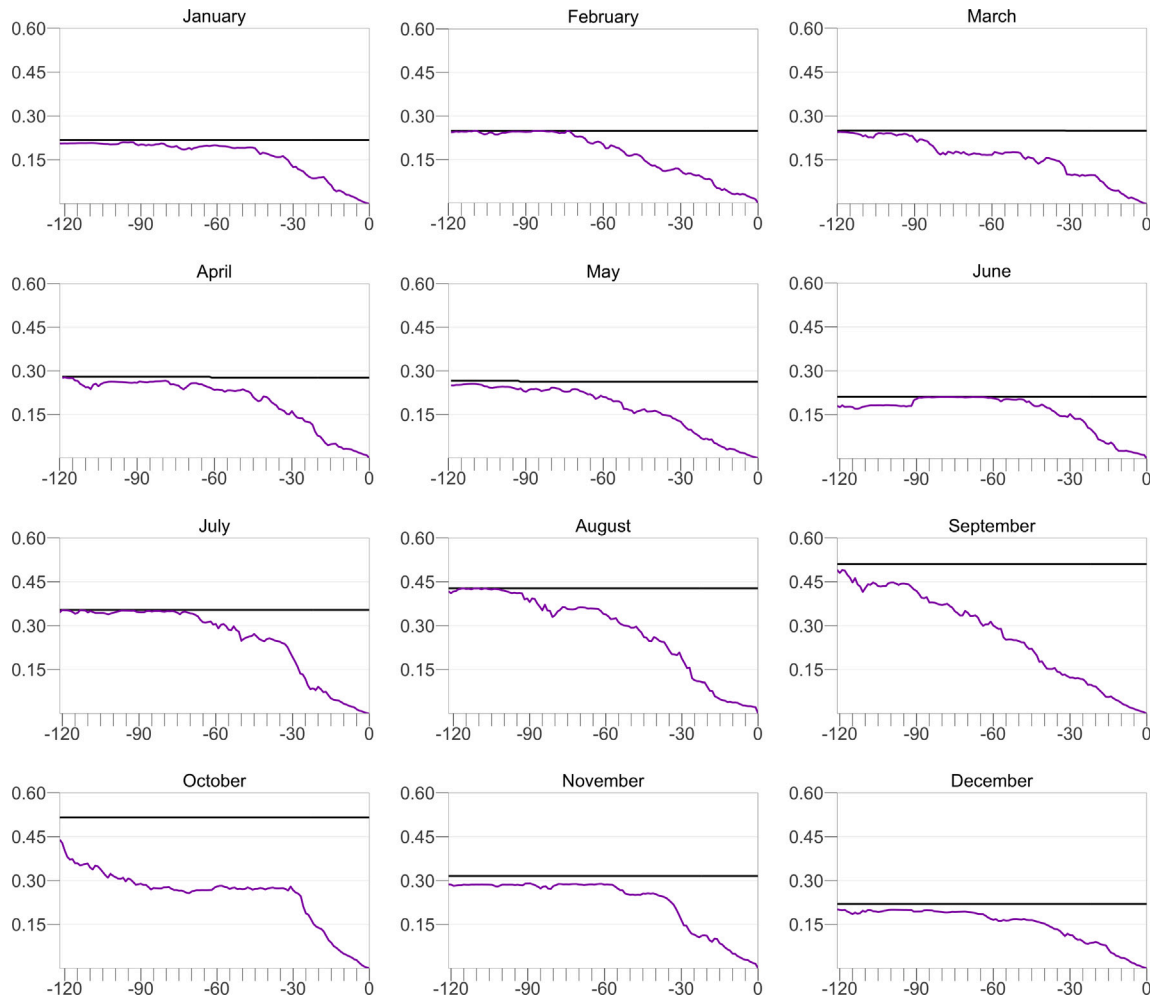 January February March
0.60 0.60 0.60
0.45 0.45 0.45
0.30 0.30 0.30
0.15 0.15 0.15
-120 -90 -60 -30 0 -120 -90 -60 -30 0 -120 -90 -60 -30 0
April May June
0.60 0.60 0.60
0.45 0.45 0.45
0.30 0.30 0.30
0.15 0.15 0.15
-120 -90 -60 -30 0 -120 -90 -60 -30 0 -120 -90 -60 -30 0
July August September
0.60 0.60 0.60
0.45 0.45 0.45
0.30 0.30 0.30
0.15 0.15 0.15
-120 -90 -60 -30 0 -120 -90 -60 -30 0 -120 -90 -60 -30 0
October November December
0.60 0.60 0.60
0.45 0.45 0.45
0.30 0.30 0.30
0.15 0.15 0.15
-120 -90 -60 -30 0 -120 -90 -60 -30 0 -120 -90 -60 -30 0